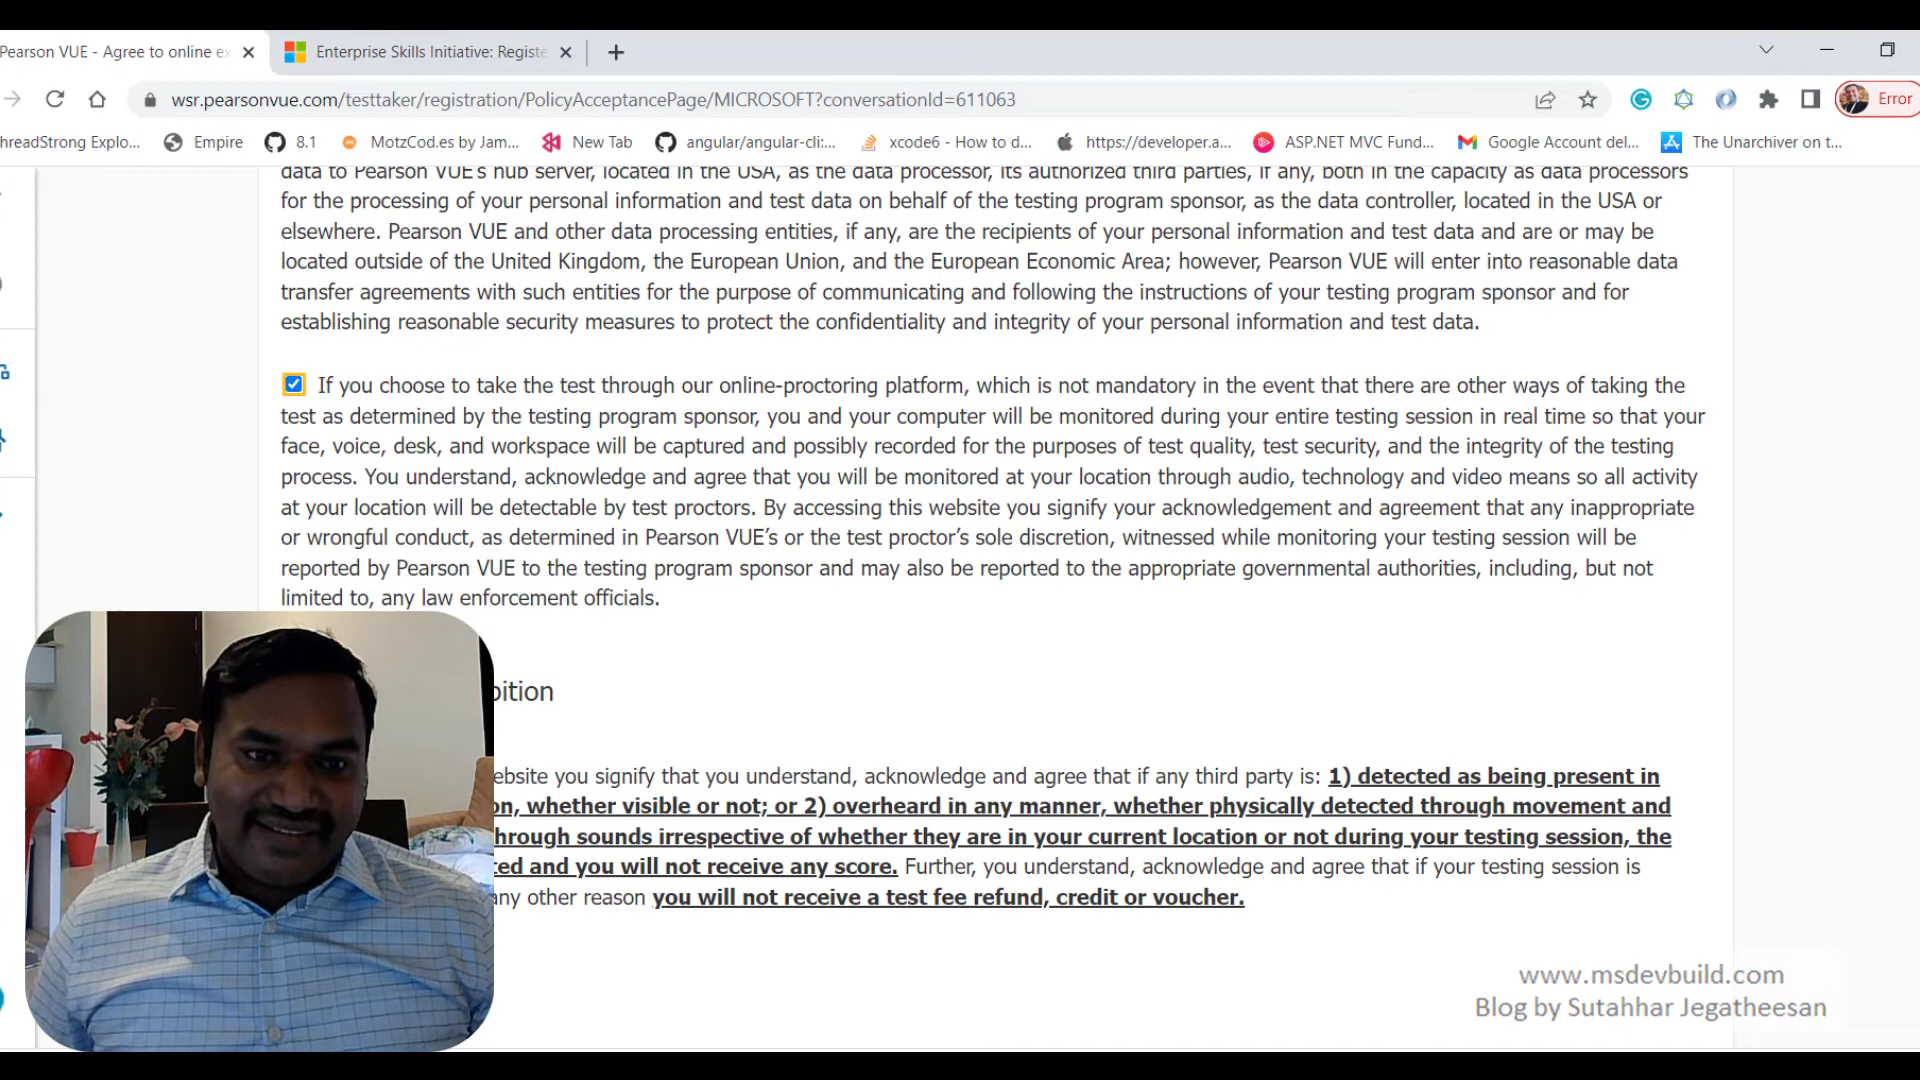 Pearson VUE - Agree to online ex
Enterprise Skills Initiative: Registe
wsr.pearsonvue.com/testtaker/registration/PolicyAcceptancePage/MICROSOFT?conversationId=611063
Error
hreadStrong Explo...
Empire
8.1
MotzCod.es by Jam...
New Tab
angular/angular-cli:...
xcode6 - How to d...
https://developer.a...
ASP.NET MVC Fund...
Google Account del...
The Unarchiver on t...
data to Pearson VUE's hub server, located in the USA, as the data processor, its authorized third parties, if any, both in the capacity as data processors
for the processing of your personal information and test data on behalf of the testing program sponsor, as the data controller, located in the USA or
elsewhere. Pearson VUE and other data processing entities, if any, are the recipients of your personal information and test data and are or may be
located outside of the United Kingdom, the European Union, and the European Economic Area; however, Pearson VUE will enter into reasonable data
transfer agreements with such entities for the purpose of communicating and following the instructions of your testing program sponsor and for
establishing reasonable security measures to protect the confidentiality and integrity of your personal information and test data.
If you choose to take the test through our online-proctoring platform, which is not mandatory in the event that there are other ways of taking the
test as determined by the testing program sponsor, you and your computer will be monitored during your entire testing session in real time so that your
face, voice, desk, and workspace will be captured and possibly recorded for the purposes of test quality, test security, and the integrity of the testing
process. You understand, acknowledge and agree that you will be monitored at your location through audio, technology and video means so all activity
at your location will be detectable by test proctors. By accessing this website you signify your acknowledgement and agreement that any inappropriate
or wrongful conduct, as determined in Pearson VUE’s or the test proctor’s sole discretion, witnessed while monitoring your testing session will be
reported by Pearson VUE to the testing program sponsor and may also be reported to the appropriate governmental authorities, including, but not
limited to, any law enforcement officials.
bition
ebsite you signify that you understand, acknowledge and agree that if any third party is: 1) detected as being present in
on, whether visible or not; or 2) overheard in any manner, whether physically detected through movement and
hrough sounds irrespective of whether they are in your current location or not during your testing session, the
ted and you will not receive any score. Further, you understand, acknowledge and agree that if your testing session is
any other reason you will not receive a test fee refund, credit or voucher.
www.msdevbuild.com
Blog by Sutahhar Jegatheesan